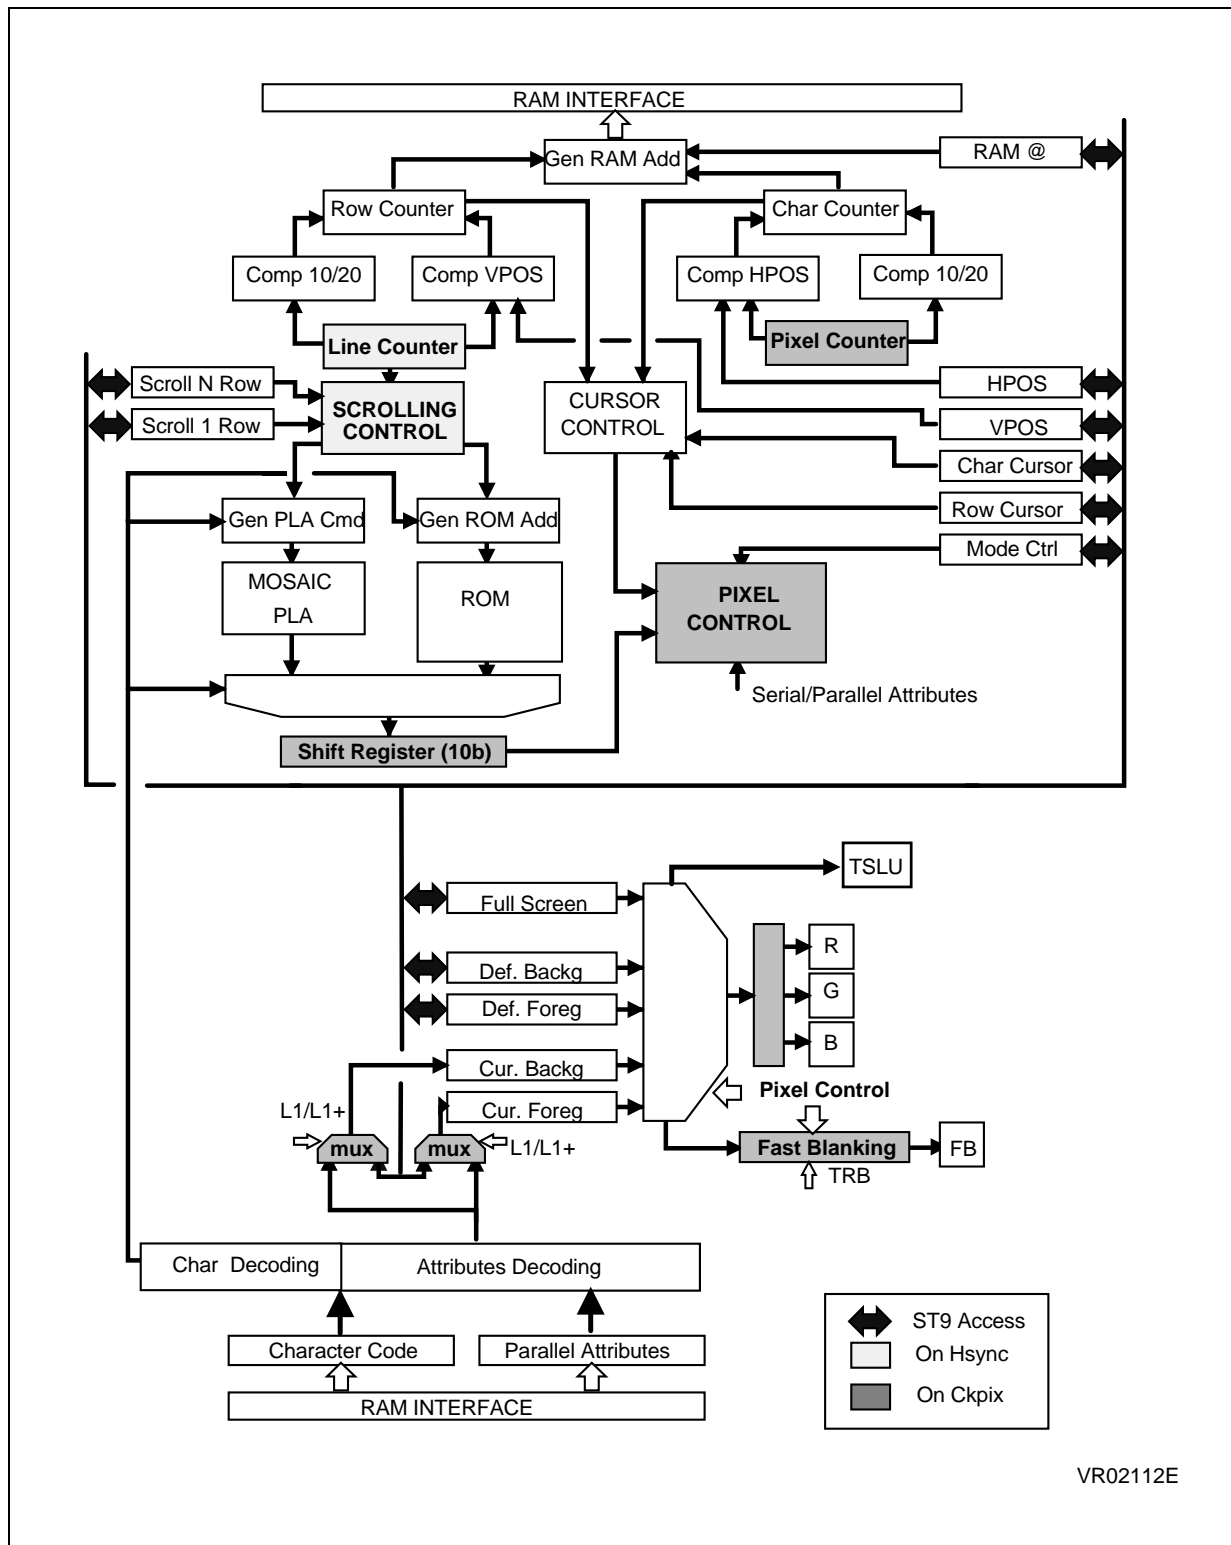 RAM INTERFACE
Gen RAM Add
RAM @
Row Counter
Char Counter
Comp 10/20
Comp VPOS
Comp HPOS
Comp 10/20
Line Counter
Pixel Counter
Scroll N Row
HPOS
SCROLLING
CONTROL
CURSOR
CONTROL
Scroll 1 Row
VPOS
Char Cursor
Gen PLA Cmd
Gen ROM Add
Row Cursor
Mode Ctrl
MOSAIC
PLA
ROM
PIXEL
CONTROL
Serial/Parallel Attributes
Shift Register (10b)
TSLU
Full Screen
R
Def. Backg
G
Def. Foreg
B
Cur. Backg
Pixel Control
L1/L1+
Cur. Foreg
mux
mux
L1/L1+
Fast Blanking
FB
TRB
Char Decoding
Attributes Decoding
Character Code
Parallel Attributes
RAM INTERFACE
ST9 Access
On Hsync
On Ckpix
VR02112E